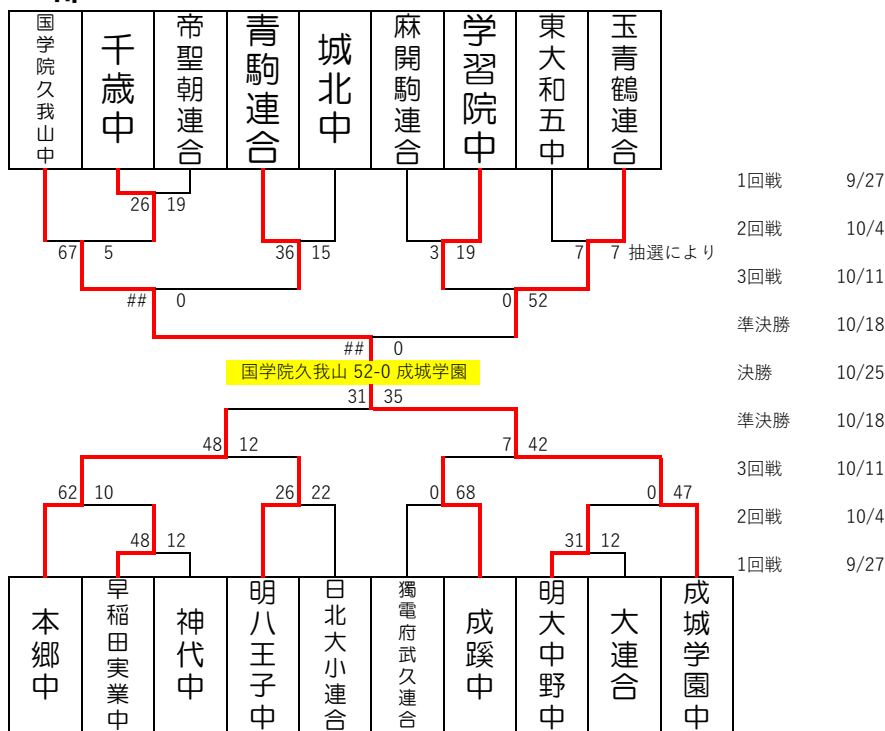 国学院久我山中
千歳中
帝聖朝連合
青駒連合
城北中
麻開駒連合
学習院中
東大和五中
玉青鶴連合
1回戦 9/27
26 19
2回戦 10/4
67 5 36 15 3 19 7 7 抽選により
3回戦 10/11
## 0 0 52
準決勝 10/18
## 0
国学院久我山 52-0 成城学園
決勝 10/25
31 35
準決勝 10/18
48 12 7 42
3回戦 10/11
62 10 26 22 0 68 0 47
2回戦 10/4
48 12 31 12
1回戦 9/27
本郷中
早稲田実業中
神代中
明八王子中
日北大小連合
獨電府武久連合
成蹊中
明大中野中
大連合
成城学園中